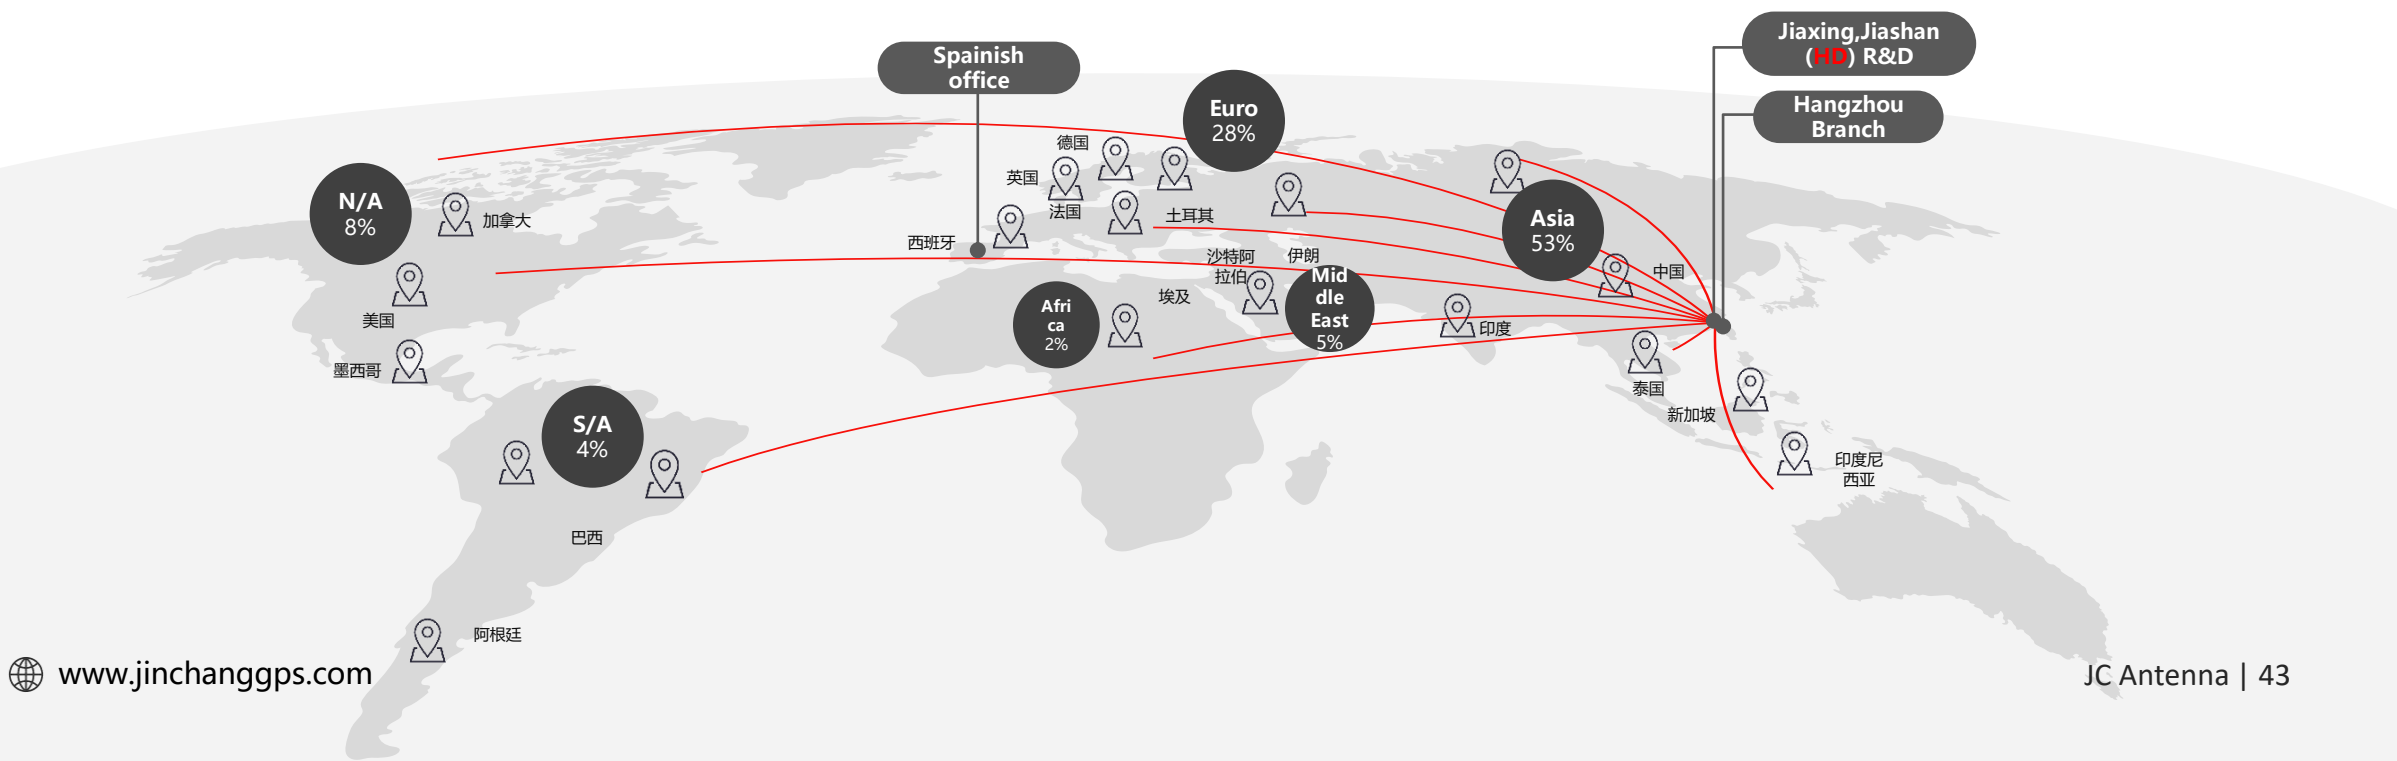 Jiaxing,Jiashan
(HD) R&D
Spainish
office
Hangzhou
Branch
Euro
28%
德国
英国
法国
土耳其
西班牙
N/A
8%
加拿大
美国
墨西哥
Asia
53%
中国
沙特阿
拉伯
伊朗
Mid
dle
East
5%
埃及
Afri
ca
2%
印度
泰国
新加坡
印度尼
西亚
S/A
4%
巴西
阿根廷
www.jinchanggps.com
JC Antenna | 43